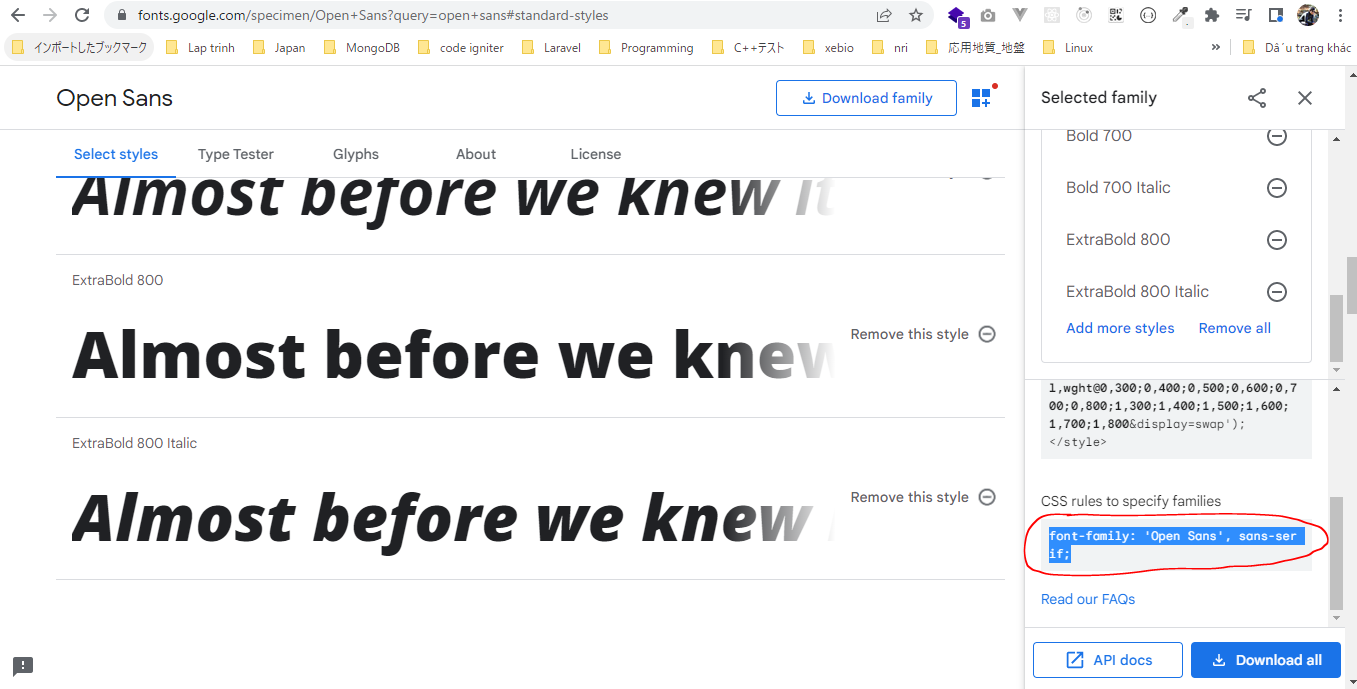 fonts.google.com/specimen/Open+Sans?query=open+sans#standard-styles
5
インポートしたブックマーク
Lap trinh
Japan
MongoDB
code igniter
Laravel
Programming
C++テスト
xebio
nri
応用地質_地盤
Linux
»
Dấu trang khác
Open Sans
Download family
Select styles
Type Tester
Glyphs
About
License
Almost before we knew it
ExtraBold 800
Almost before we knew
Remove this style
ExtraBold 800 Italic
Almost before we knew
Remove this style
Selected family
Bold 700
Bold 700 Italic
ExtraBold 800
ExtraBold 800 Italic
Add more styles
Remove all
l,wght@0,300;0,400;0,500;0,600;0,7
00;0,800;1,300;1,400;1,500;1,600;
1,700;1,800&display=swap');
</style>
CSS rules to specify families
font-family: 'Open Sans', sans-ser
if;
Read our FAQs
API docs
Download all